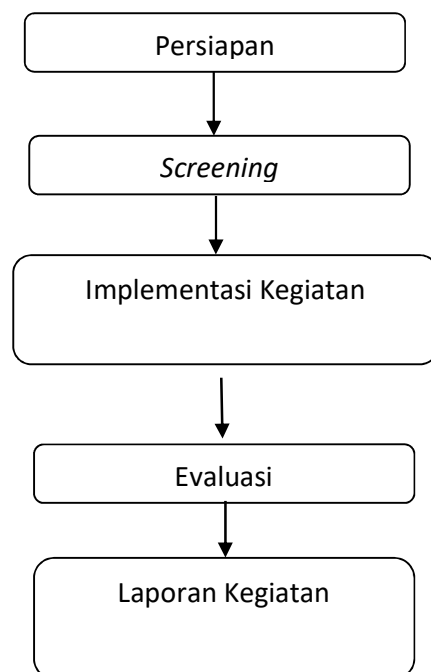 Persiapan
Screening
Implementasi Kegiatan
Evaluasi
Laporan Kegiatan